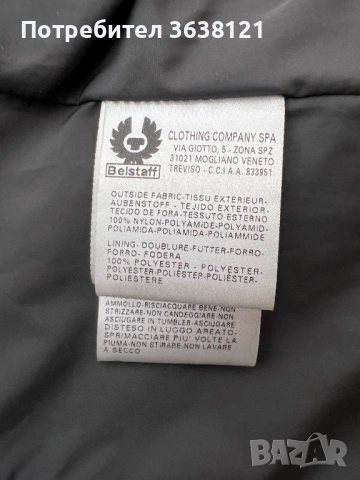 Потребител 3638121
Belstaff
CLOTHING COMPANY SPA
VIA GIOTTO, 5 - ZONA SPZ
31021 MOGLIANO VENETO
TREVISO - C.C.I.A.A. 833951
OUTSIDE FABRIC-TISSU EXTERIEUR-
AUBENSTOFF - TEJIDO EXTERIOR-
TECIDO DE FORA-TESSUTO ESTERNO
100% NYLON-POLYAMIDE-POLYAMID-
POLYAMIDA-POLIAMIDA-POLIAMMIDE
LINING- DOUBLURE-FUTTER-FORRO-
FORRO- FODERA
100% POLYESTER - POLYESTER-
POLYESTER-POLIÉSTER-POLIÉSTER-
POLIESTERE
AMMOLLO-RISCIACQUARE BENE-NON
STRIZZARE-NON CANDEGGIARE-NON
ASCIUGARE IN TUMBLER-ASCIUGARE
DISTESO IN LUOGO AREATO-
SPRIMACCIARE PIU' VOLTE LA
PIUMA-NON STIRARE-NON LAVARE
A SECCO
BAZAR